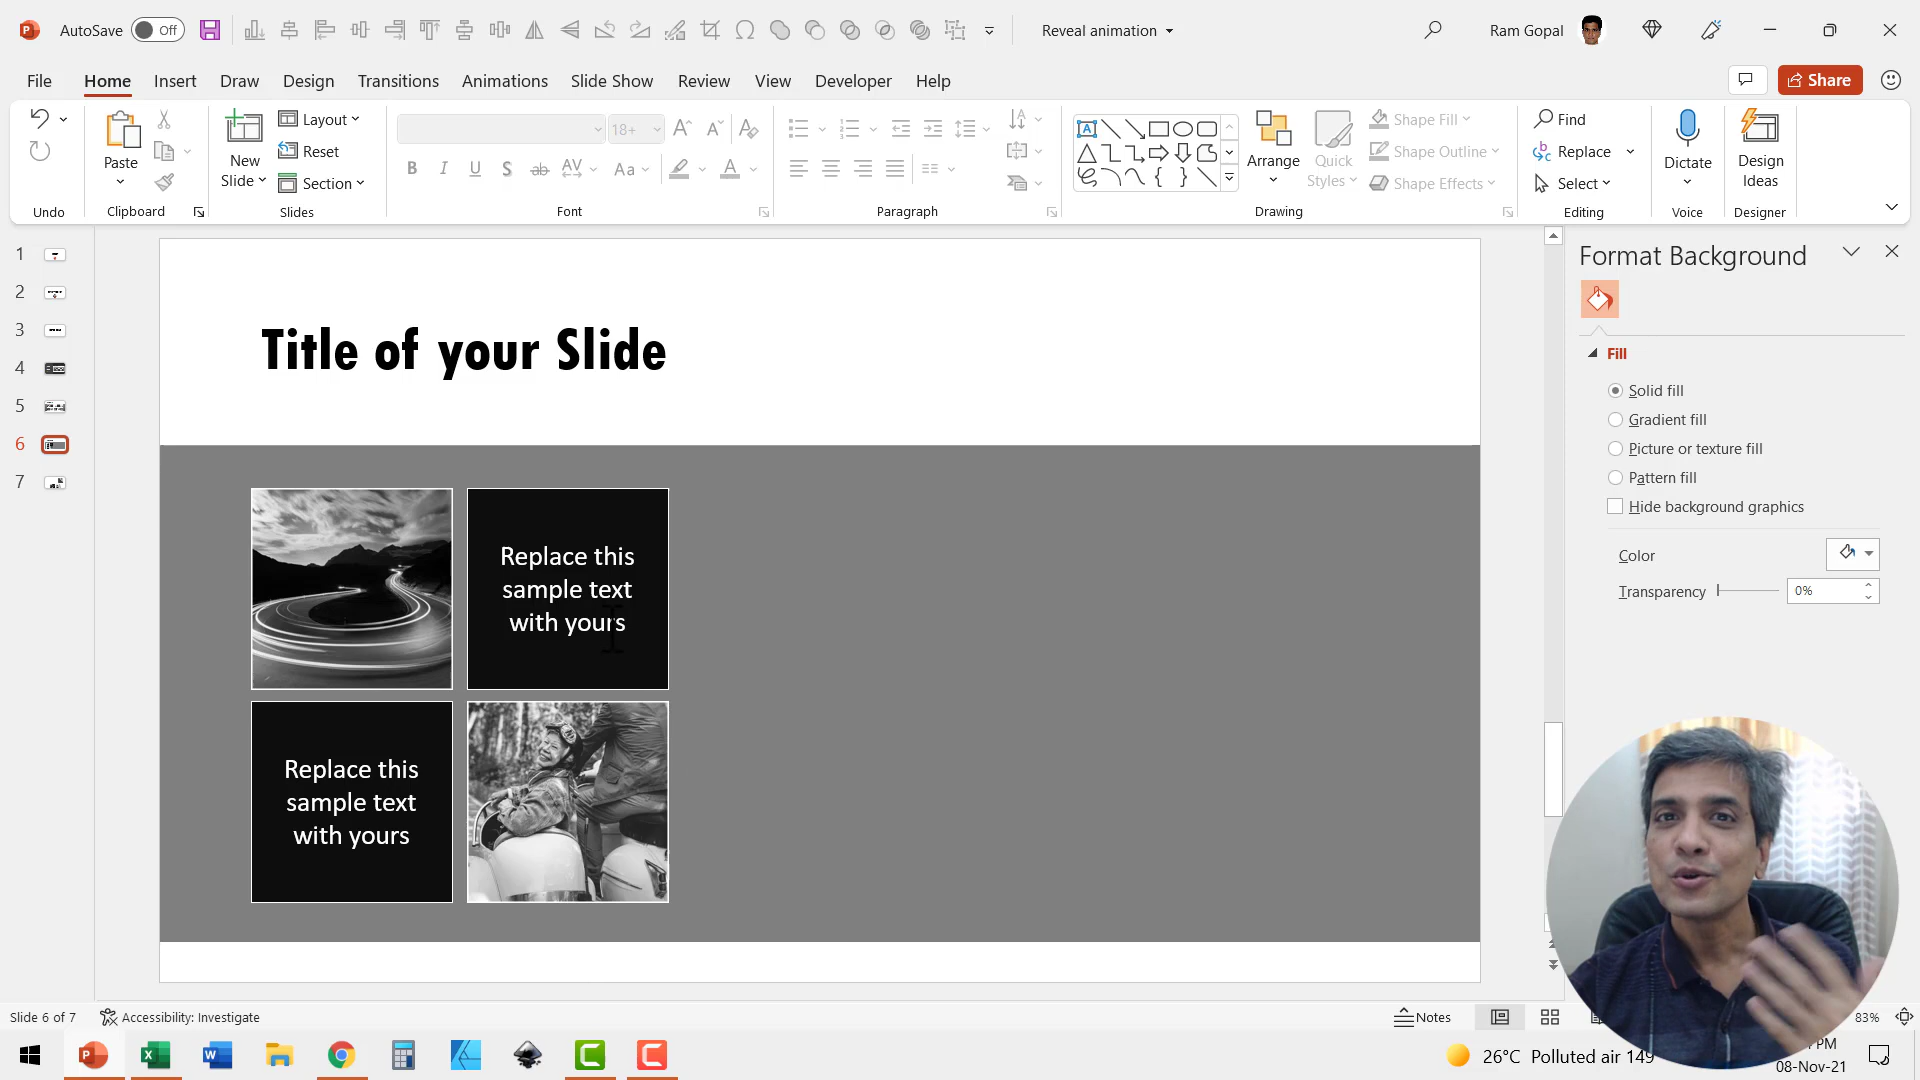 AutoSave Off Reveal animation Ram Gopal
File Home Insert Draw Design Transitions Animations Slide Show Review View Developer Help Share
Paste
Clipboard
Undo
New
Slide
Layout
Reset
Section
Slides
18+
B I U S ab AV Aa A
Font
Paragraph
Arrange
Quick
Styles
Shape Fill
Shape Outline
Shape Effects
Drawing
Find
Replace
Select
Editing
Dictate
Voice
Design
Ideas
Designer
1
2
3
4
5
6
7
Title of your Slide
Replace this
sample text
with yours
Replace this
sample text
with yours
Format Background
Fill
Solid fill
Gradient fill
Picture or texture fill
Pattern fill
Hide background graphics
Color
Transparency 0%
Slide 6 of 7 Accessibility: Investigate Notes 83%
26°C Polluted air 149
PM
08-Nov-21